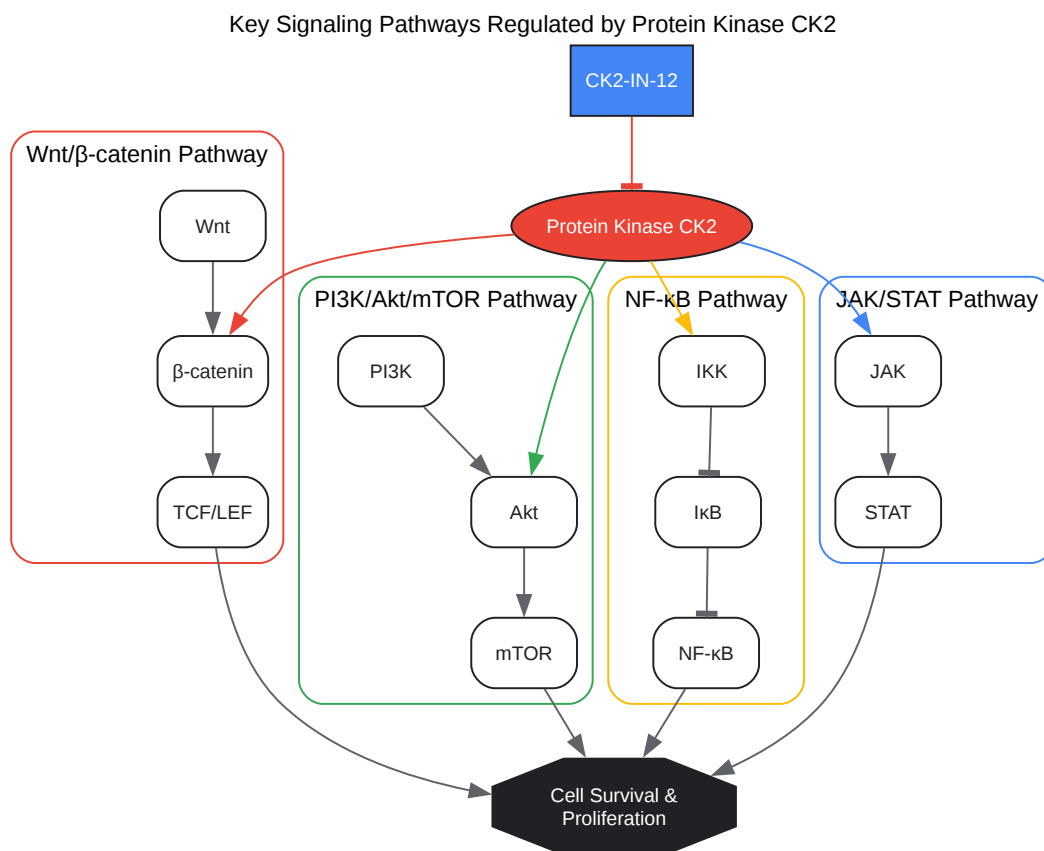 Key Signaling Pathways Regulated by Protein Kinase CK2
CK2-IN-12
Wnt/β-catenin Pathway
Wnt
Protein Kinase CK2
PI3K/Akt/mTOR Pathway
NF-κB Pathway
JAK/STAT Pathway
β-catenin
PI3K
IKK
JAK
TCF/LEF
Akt
IκB
STAT
mTOR
NF-κB
Cell Survival &
Proliferation